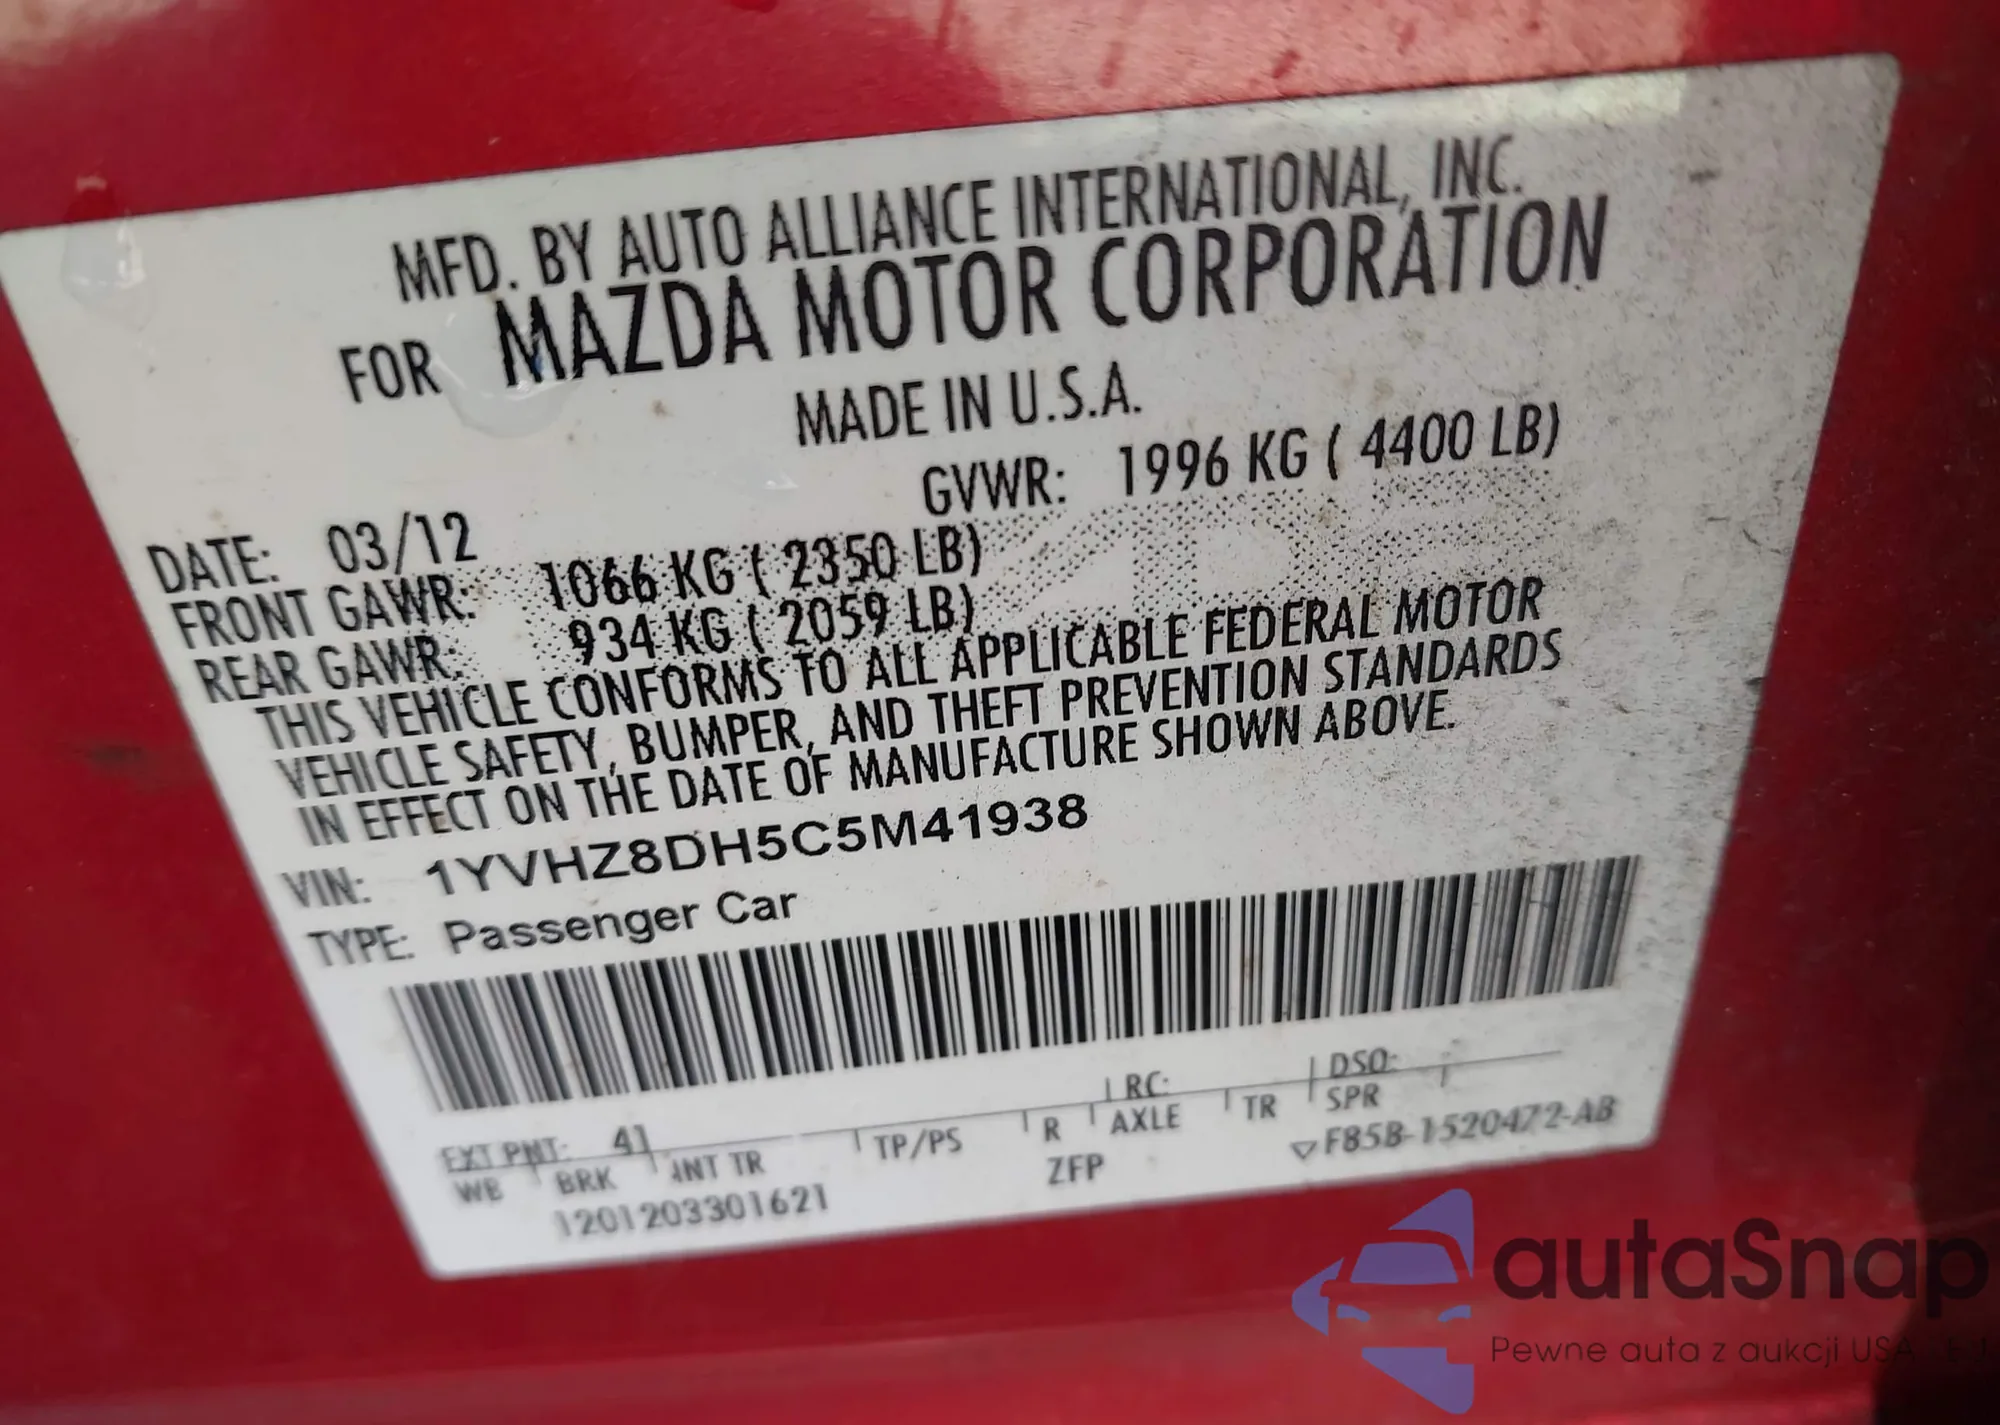 MFD. BY AUTO ALLIANCE INTERNATIONAL, INC.
FOR MAZDA MOTOR CORPORATION
MADE IN U.S.A.
DATE: 03/12 GVWR: 1996 KG ( 4400 LB)
FRONT GAWR: 1066 KG ( 2350 LB)
REAR GAWR: 934 KG ( 2059 LB)
THIS VEHICLE CONFORMS TO ALL APPLICABLE FEDERAL MOTOR
VEHICLE SAFETY, BUMPER, AND THEFT PREVENTION STANDARDS
IN EFFECT ON THE DATE OF MANUFACTURE SHOWN ABOVE.
VIN: 1YVHZ8DH5C5M41938
TYPE: Passenger Car
EXT PNT: 41 RC: DSO:
WB BRK INT TR TP/PS R AXLE TR SPR
1201203301621 ZFP ▽F85B-1520472-AB
autaSnap
Pewne auta z aukcji USA